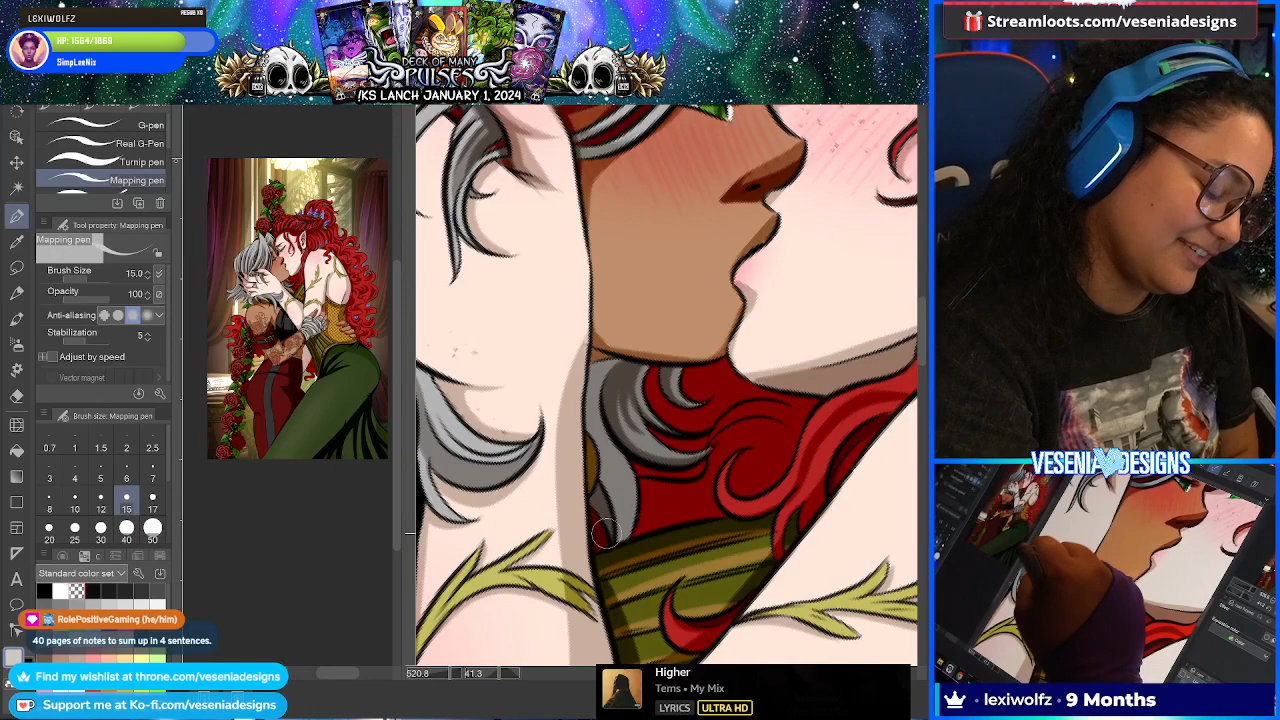 LEXIWOLFZ
HP: 1564/1869
SimpLeeNix
DECK OF MANY
PULSES
!KS LANCH JANUARY 1, 2024
Streamloots.com/veseniadesigns
G-pen
Real G-Pen
Turnip pen
Mapping pen
Tool property: Mapping pen
Mapping pen
Brush Size 15.0
Opacity 100
Anti-aliasing
Stabilization 5
Adjust by speed
Vector magnet
Brush size: Mapping pen
0.7 1 1.5 2 2.5
3 4 5 6 7
8 10 12 15 17
20 25 30 40 50
Standard color set
RolePositiveGaming (he/him)
40 pages of notes to sum up in 4 sentences.
Find my wishlist at throne.com/veseniadesigns
Support me at Ko-fi.com/veseniadesigns
520.8
41.3
Higher
Tems • My Mix
LYRICS ULTRA HD
VESENIA DESIGNS
lexiwolfz 9 Months